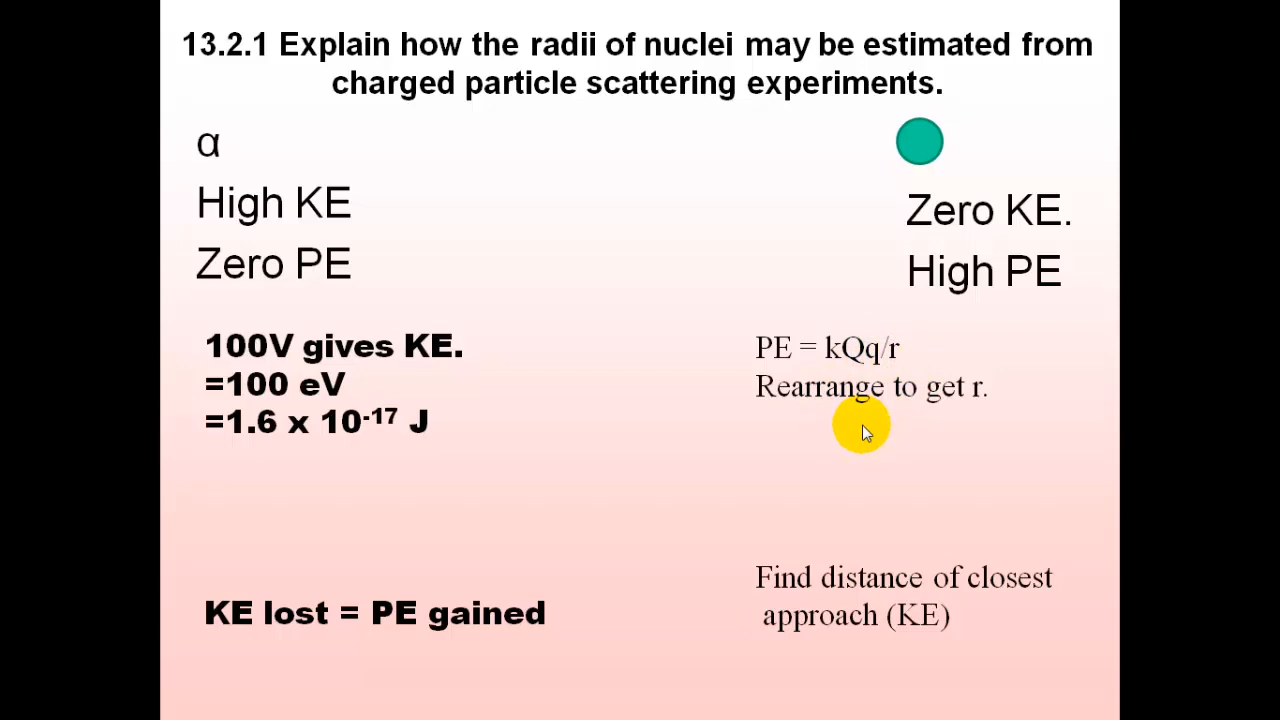 13.2.1 Explain how the radii of nuclei may be estimated from
charged particle scattering experiments.
α
High KE
Zero PE
Zero KE.
High PE
100V gives KE.
=100 eV
=1.6 x 10⁻¹⁷ J
PE = kQq/r
Rearrange to get r.
KE lost = PE gained
Find distance of closest
approach (KE)